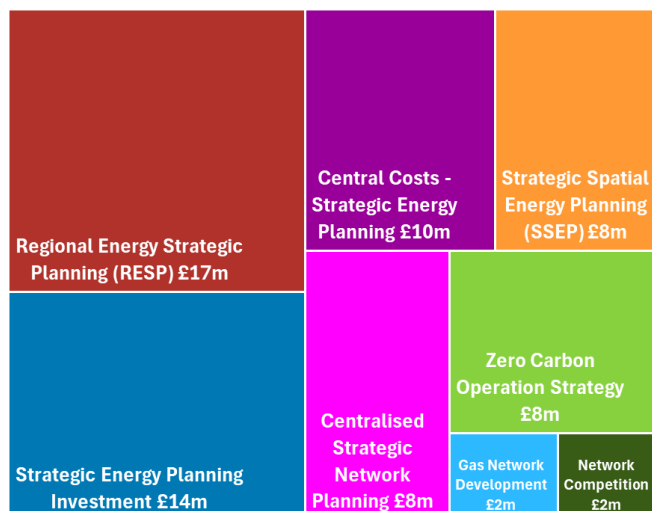 Regional Energy Strategic
Planning (RESP) £17m
Strategic Energy Planning
Investment £14m
Central Costs -
Strategic Energy
Planning £10m
Strategic Spatial
Energy Planning
(SSEP) £8m
Centralised
Strategic
Network
Planning £8m
Zero Carbon
Operation Strategy
£8m
Gas Network
Development
£2m
Network
Competition
£2m